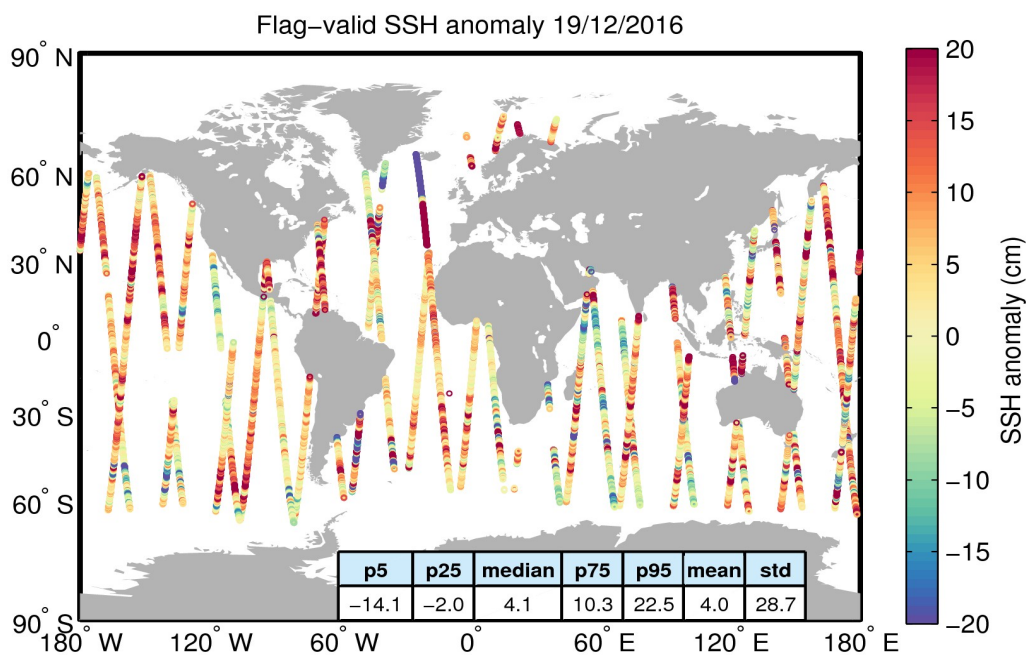 Flag−valid SSH anomaly 19/12/2016
90° N
60° N
30° N
0°
30° S
60° S
90° S
180° W
120° W
60° W
0°
60° E
120° E
180° E
p5 p25 median p75 p95 mean std
−14.1 −2.0 4.1 10.3 22.5 4.0 28.7
20
15
10
5
0
−5
−10
−15
−20
SSH anomaly (cm)